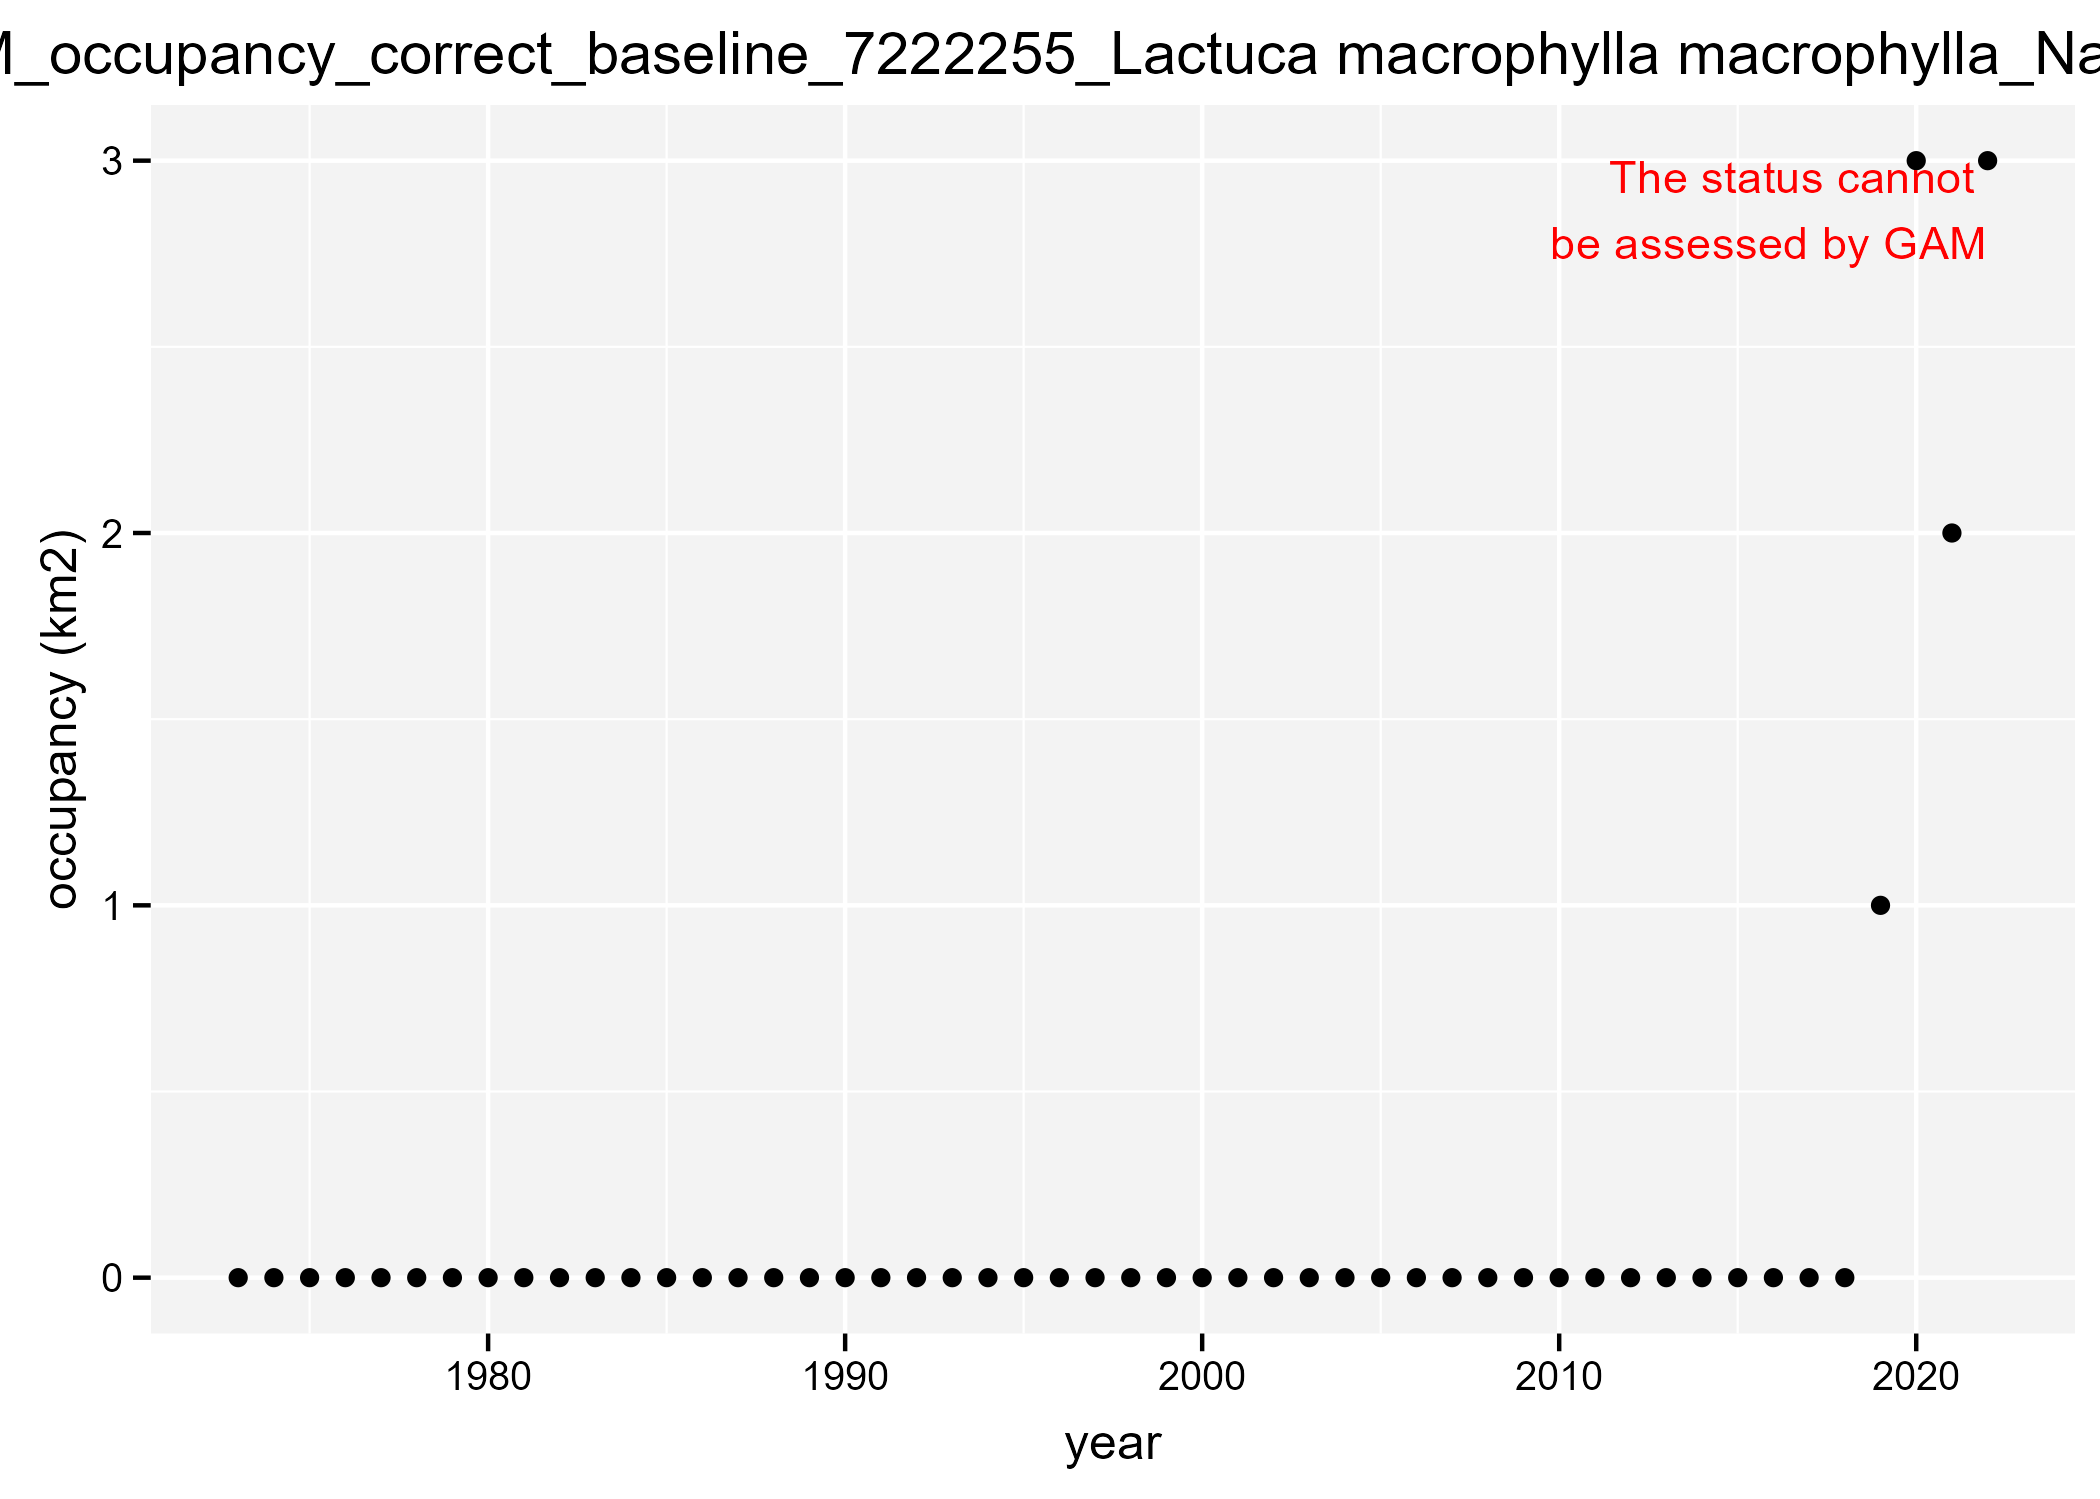 _occupancy_correct_baseline_7222255_Lactuca macrophylla macrophylla_Na
3
The status cannot
be assessed by GAM
2
1
0
occupancy (km2)
1980 1990 2000 2010 2020
year